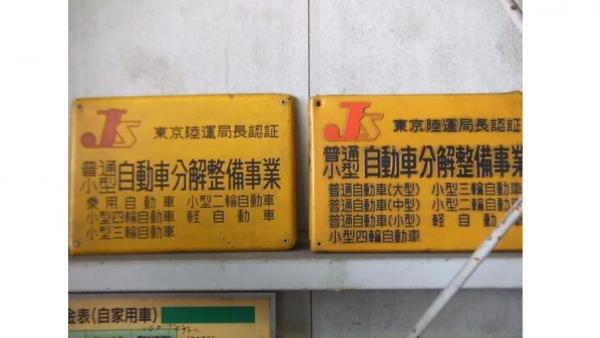 JS 東京陸運局長認証
普通小型 自動車分解整備事業
乗用自動車 小型二輪自動車
小型四輪自動車 軽自動車
小型三輪自動車
JS 東京陸運局長認証
普通小型 自動車分解整備事業
普通自動車(大型) 小型三輪自動車
普通自動車(中型) 小型二輪自動車
普通自動車(小型) 軽自動
小型四輪自動車
金表(自家用車)